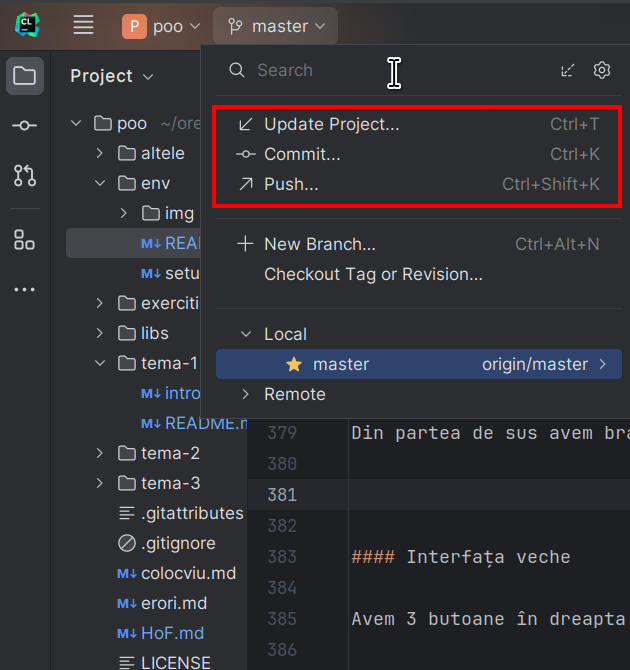 CL
P poo master
Project
Search
Update Project... Ctrl+T
Commit... Ctrl+K
Push... Ctrl+Shift+K
New Branch... Ctrl+Alt+N
Checkout Tag or Revision...
Local
master origin/master
Remote
poo ~/ore
altele
env
img
M↓ REA
M↓ setu
exerciti
libs
tema-1
M↓ intro
M↓ README.m
tema-2
tema-3
.gitattributes
.gitignore
M↓ colocviu.md
M↓ erori.md
M↓ HoF.md
LICENSE
379 Din partea de sus avem bra
380
381
382
383 #### Interfața veche
384
385 Avem 3 butoane în dreapta
386